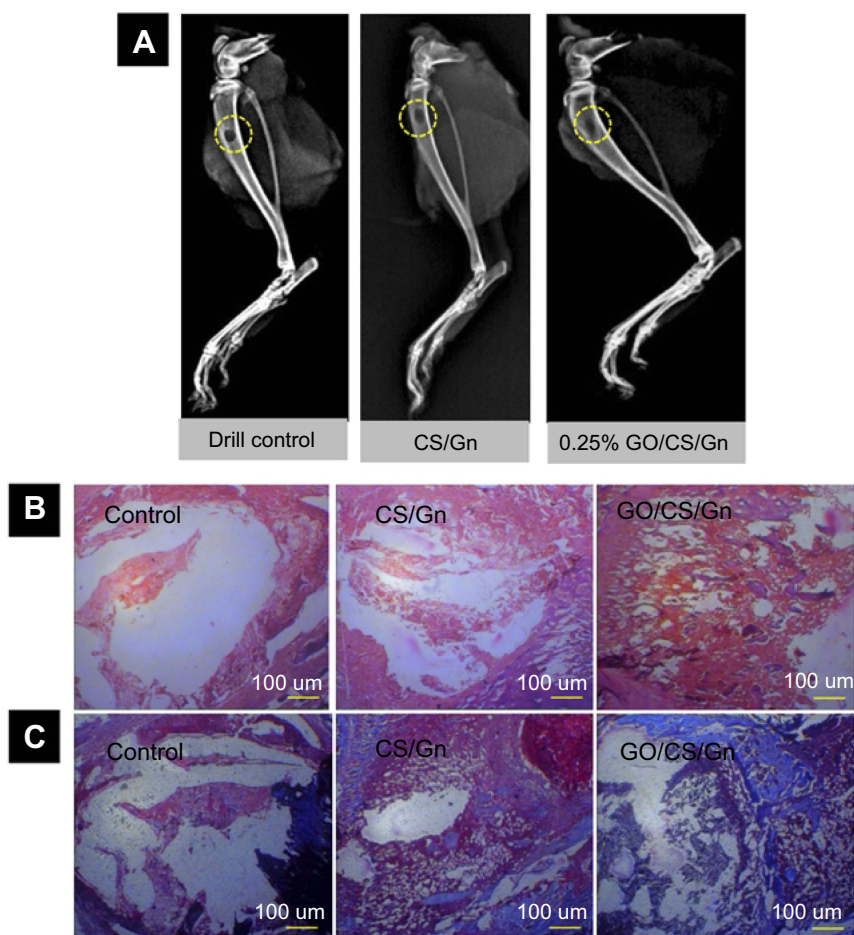 A
Drill control
CS/Gn
0.25% GO/CS/Gn
B
Control
CS/Gn
GO/CS/Gn
100 um
100 um
100 um
C
Control
CS/Gn
GO/CS/Gn
100 um
100 um
100 um